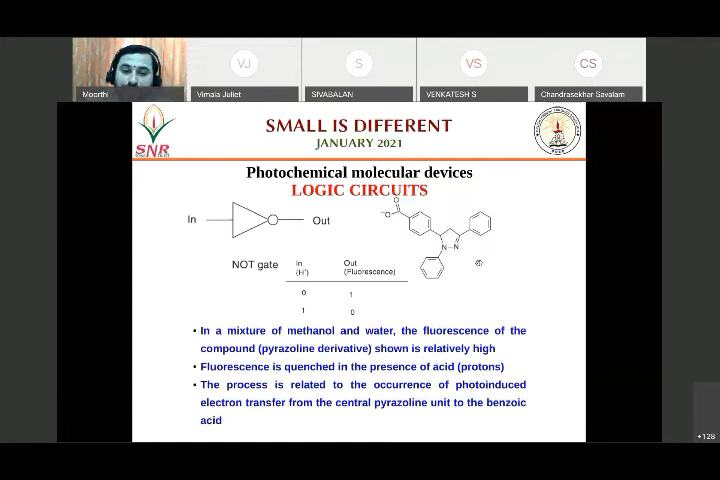 VJ
S
VS
CS
Moorthi
Vimala Juliet
SIVABALAN
VENKATESH S
Chandrasekhar Savalam
SNR
SMALL IS DIFFERENT
JANUARY 2021
Photochemical molecular devices
LOGIC CIRCUITS
In
Out
⁻O
O
N
N
NOT gate
In
(H⁺)
Out
(Fluorescence)
0 1
1 0
• In a mixture of methanol and water, the fluorescence of the
compound (pyrazoline derivative) shown is relatively high
• Fluorescence is quenched in the presence of acid (protons)
• The process is related to the occurrence of photoinduced
electron transfer from the central pyrazoline unit to the benzoic
acid
+128